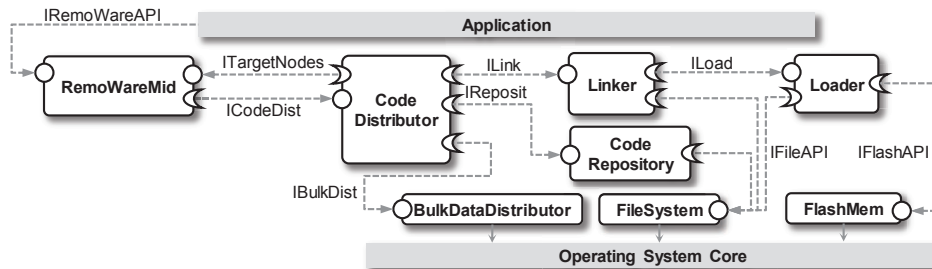 IRemoWareAPI
Application
ITargetNodes
ILink
ILoad
RemoWareMid
Code
Distributor
Linker
Loader
ICodeDist
IReposit
Code
Repository
IFileAPI
IFlashAPI
IBulkDist
BulkDataDistributor
FileSystem
FlashMem
Operating System Core